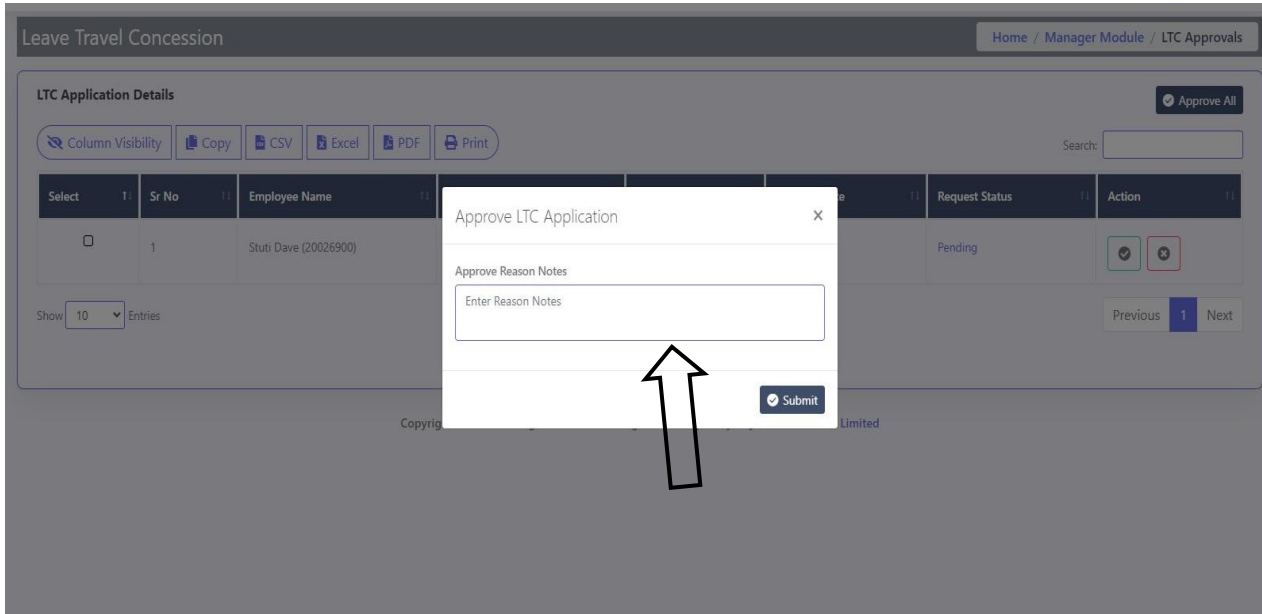 Leave Travel Concession
Home / Manager Module / LTC Approvals
LTC Application Details
Approve All
Column Visibility Copy CSV Excel PDF Print
Search:
Select Sr No Employee Name Request Status Action
1 Stuti Dave (20026900) Pending
Approve LTC Application ×
Approve Reason Notes
Enter Reason Notes
Show 10 Entries
Previous 1 Next
Submit
Limited